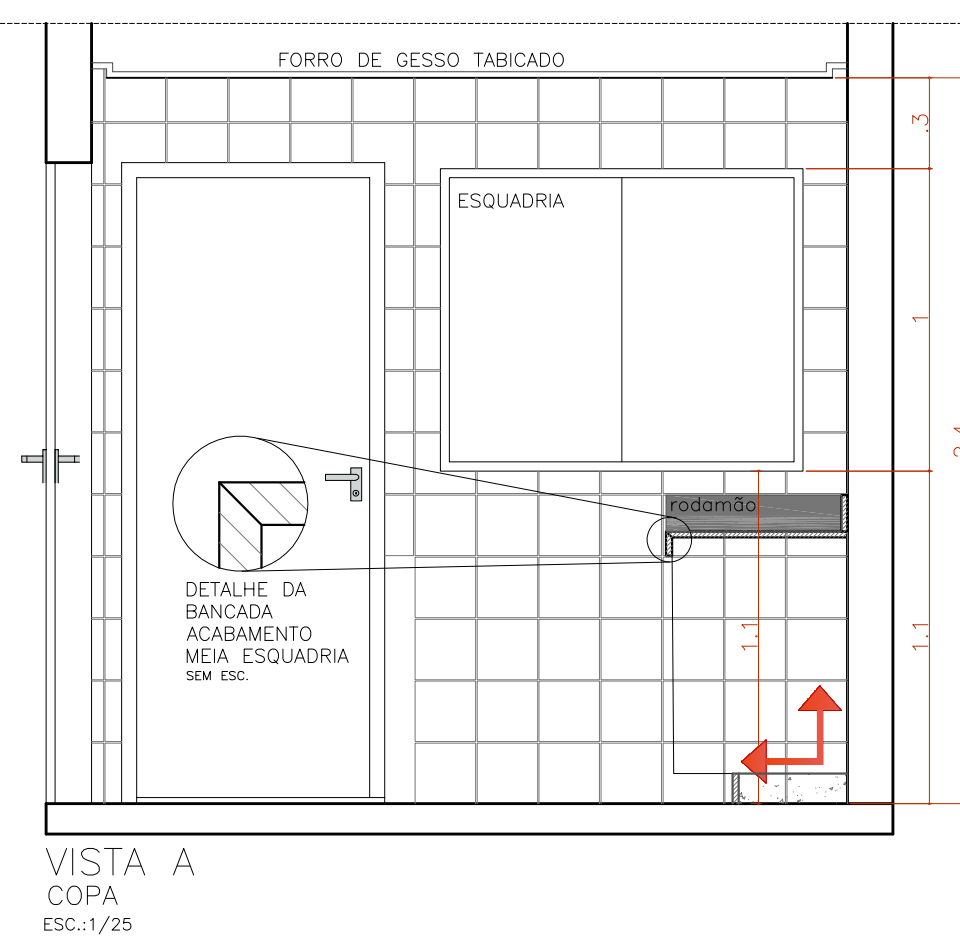 FORRO DE GESSO TABICADO
.3
ESQUADRIA
1
rodamão
DETALHE DA
BANCADA
ACABAMENTO
MEIA ESQUADRIA
SEM ESC.
1.1
1.1
VISTA A
COPA
ESC.:1/25